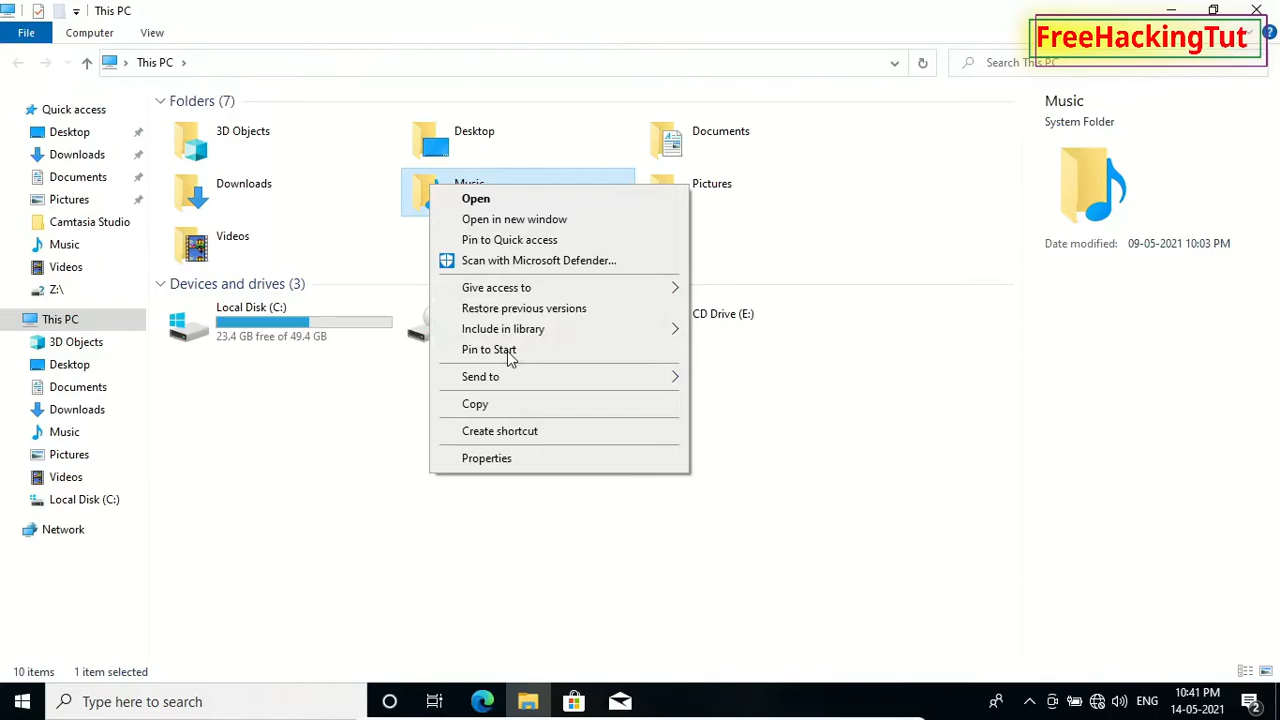 This PC
FreeHackingTut
File
Computer
View
This PC
Search This PC
Quick access
Desktop
Downloads
Documents
Pictures
Camtasia Studio
Music
Videos
Z:\
This PC
3D Objects
Desktop
Downloads
Documents
Music
Pictures
Videos
Local Disk (C:)
Network
Folders (7)
3D Objects
Desktop
Documents
Downloads
Music
Pictures
Videos
Devices and drives (3)
Local Disk (C:)
23.4 GB free of 49.4 GB
CD Drive (E:)
Open
Open in new window
Pin to Quick access
Scan with Microsoft Defender...
Give access to
Restore previous versions
Include in library
Pin to Start
Send to
Copy
Create shortcut
Properties
Music
System Folder
Date modified: 09-05-2021 10:03 PM
10 items 1 item selected
Type here to search
ENG
10:41 PM
14-05-2021
2